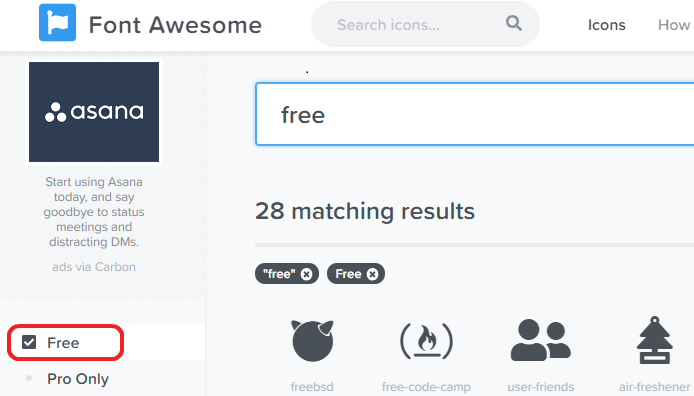 Font Awesome
Search icons...
Icons
How
asana
Start using Asana
today, and say
goodbye to status
meetings and
distracting DMs.
ads via Carbon
Free
Pro Only
free
28 matching results
"free"
Free
freebsd
free-code-camp
user-friends
air-freshener